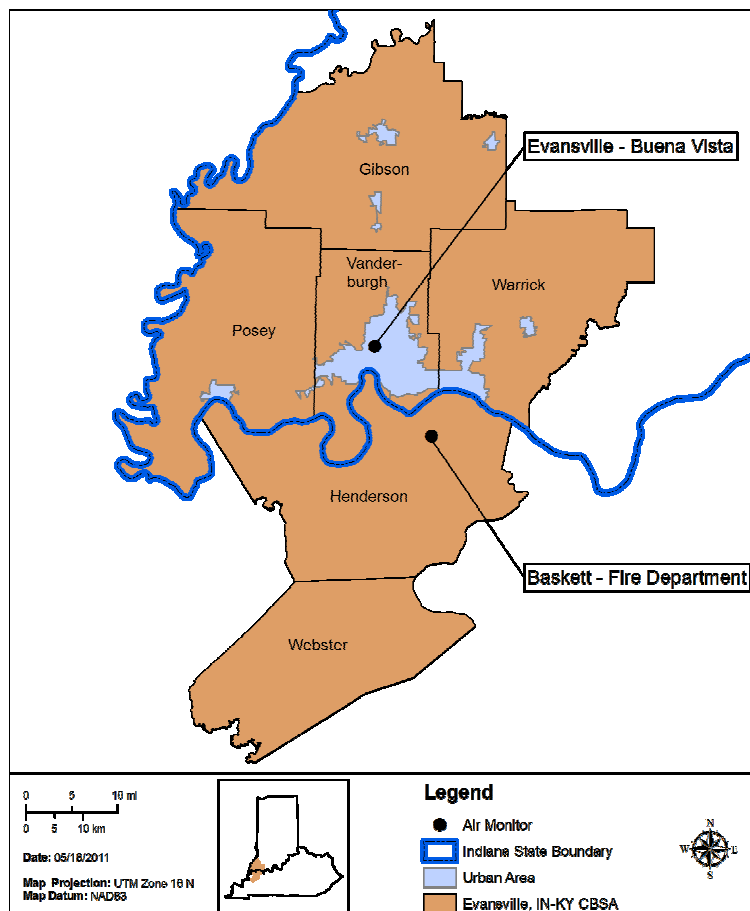 Evansville - Buena Vista
Gibson
Vander-
burgh
Warrick
Posey
Henderson
Baskett - Fire Department
Webster
0 5 10 mi
0 5 10 km
Date: 05/18/2011
Map Projection: UTM Zone 16 N
Map Datum: NAD83
Legend
Air Monitor
Indiana State Boundary
Urban Area
Evansville, IN-KY CBSA
N
W E
S